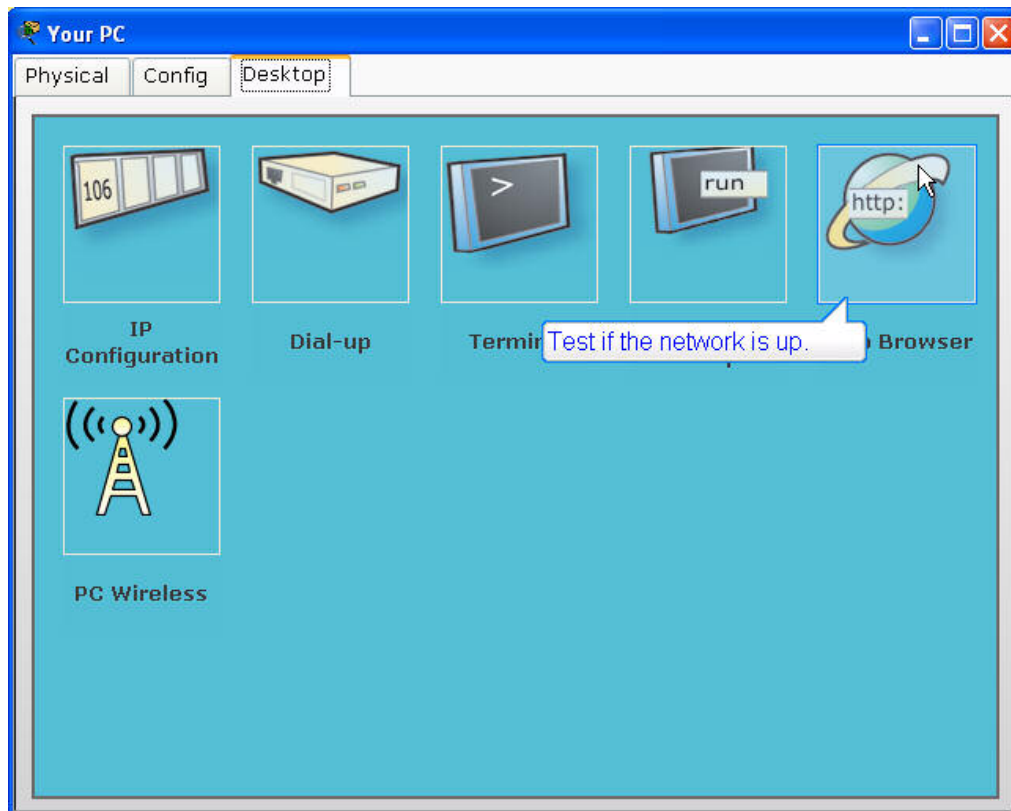 Your PC
Physical Config Desktop
106
>
run
http:
IP
Configuration
Dial-up
Termin
Test if the network is up.
Browser
PC Wireless